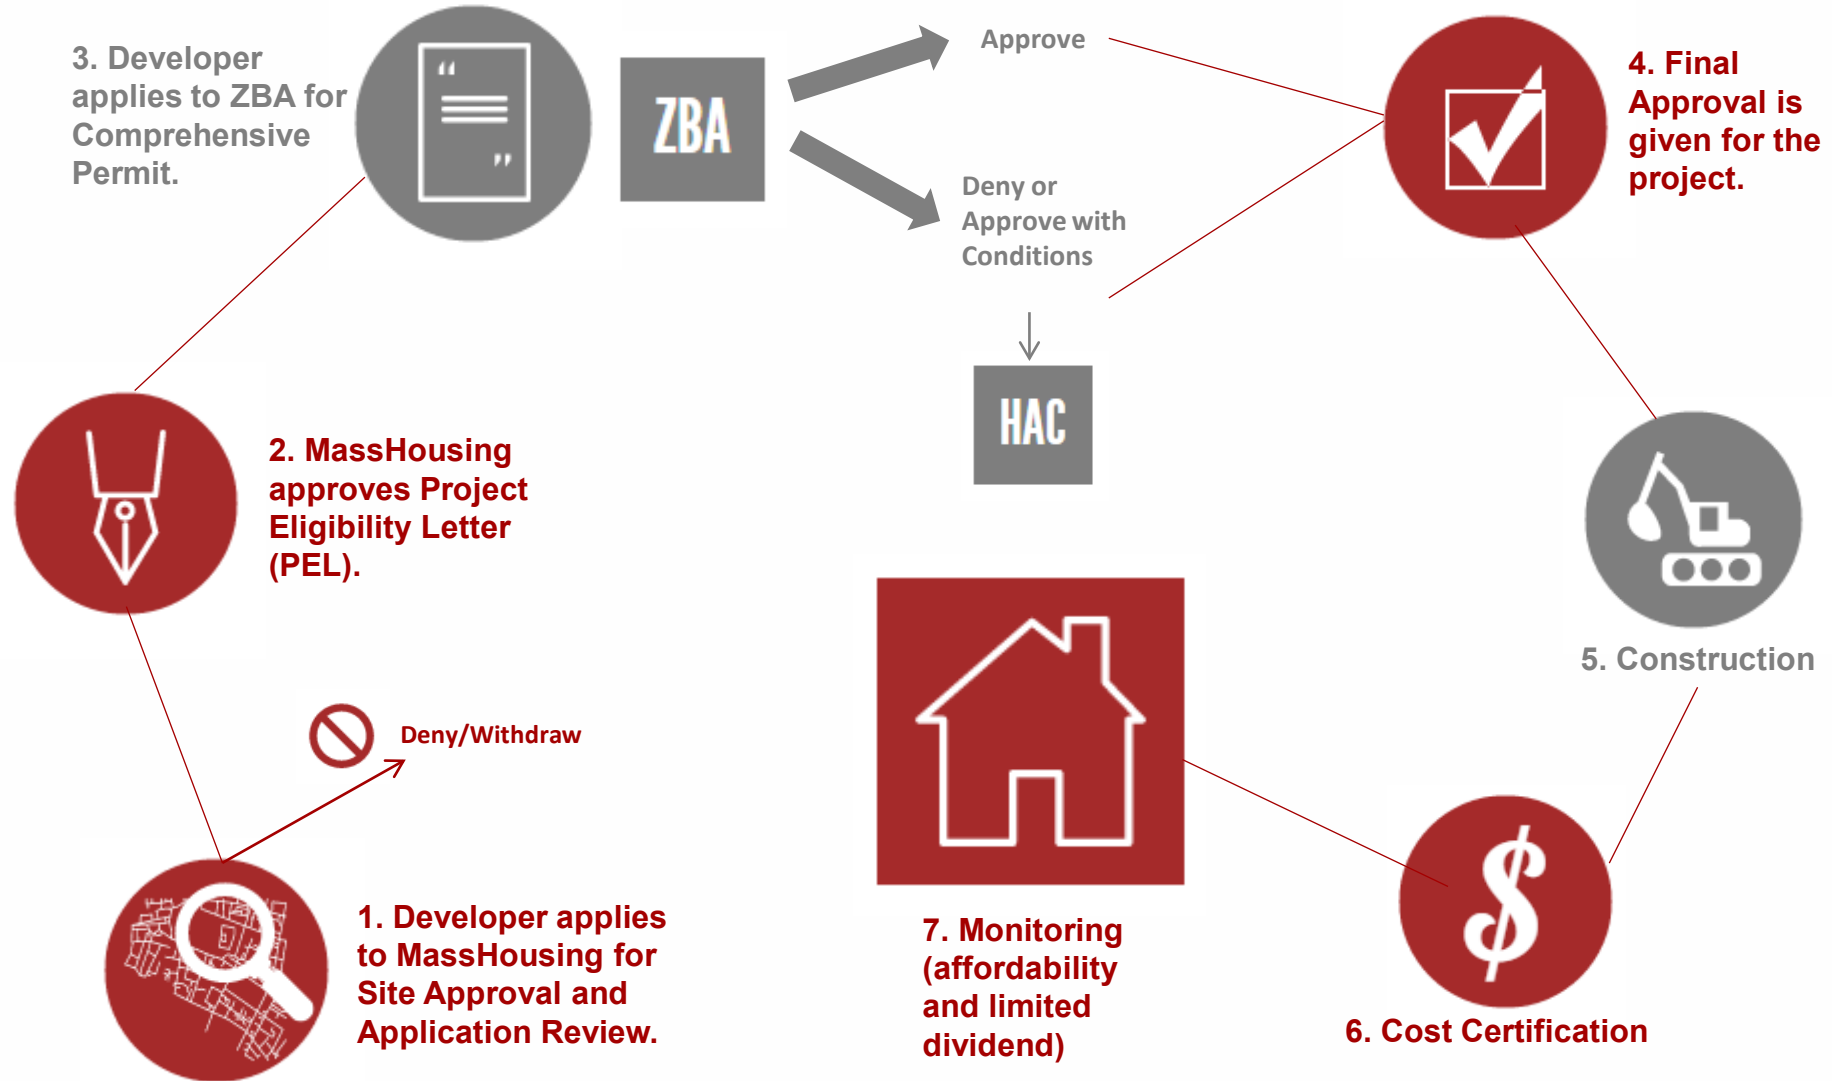 3. Developer
applies to ZBA for
Comprehensive
Permit.
“
”
ZBA
Approve
Deny or
Approve with
Conditions
HAC
4. Final
Approval is
given for the
project.
2. MassHousing
approves Project
Eligibility Letter
(PEL).
5. Construction
Deny/Withdraw
1. Developer applies
to MassHousing for
Site Approval and
Application Review.
7. Monitoring
(affordability
and limited
dividend)
$
6. Cost Certification